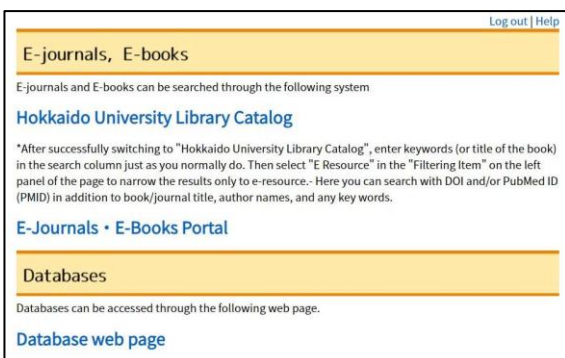 Log out | Help
E-journals, E-books
E-journals and E-books can be searched through the following system
Hokkaido University Library Catalog
*After successfully switching to "Hokkaido University Library Catalog", enter keywords (or title of the book)
in the search column just as you normally do. Then select "E Resource" in the "Filtering Item" on the left
panel of the page to narrow the results only to e-resource.- Here you can search with DOI and/or PubMed ID
(PMID) in addition to book/journal title, author names, and any key words.
E-Journals・E-Books Portal
Databases
Databases can be accessed through the following web page.
Database web page